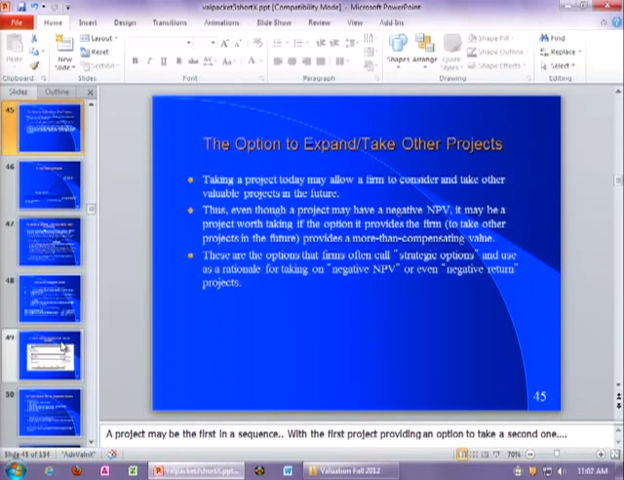 valpacket3shortX.ppt [Compatibility Mode] - Microsoft PowerPoint
File Home Insert Design Transitions Animations Slide Show Review View Add-Ins
Paste
New Slide
Layout
Reset
Section
Shapes Arrange Quick Styles
Shape Fill
Shape Outline
Shape Effects
Find
Replace
Select
Clipboard Slides Font Paragraph Drawing Editing
Slides Outline
45
46
47
48
49
50
The Option to Expand/Take Other Projects
Taking a project today may allow a firm to consider and take other
valuable projects in the future.
Thus, even though a project may have a negative NPV, it may be a
project worth taking if the option it provides the firm (to take other
projects in the future) provides a more-than-compensating value.
These are the options that firms often call "strategic options" and use
as a rationale for taking on "negative NPV" or even "negative return"
projects.
45
A project may be the first in a sequence.. With the first project providing an option to take a second one....
Slide 45 of 134 70%
valpacket3shortX.ppt... Valuation Fall 2012 11:02 AM